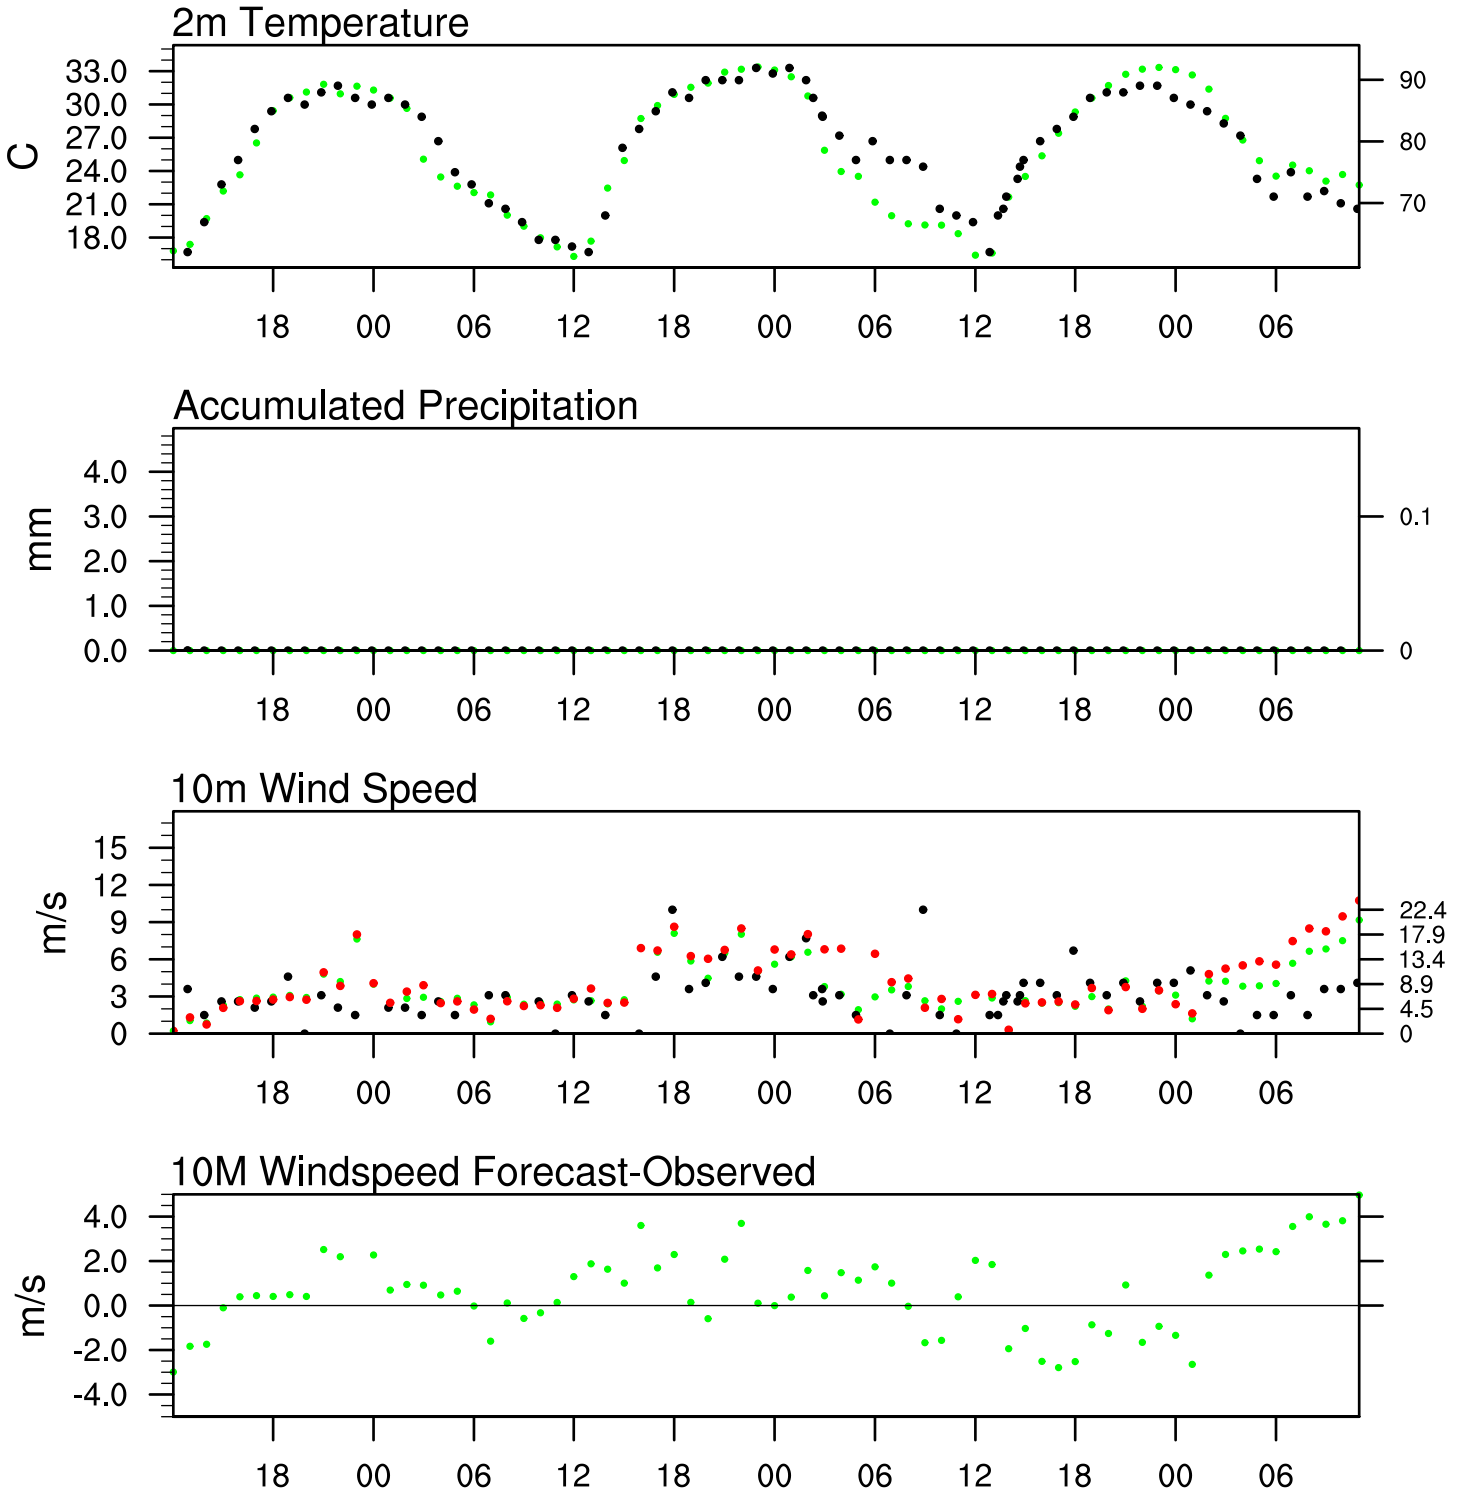 2m Temperature
C
33.0
30.0
27.0
24.0
21.0
18.0
90
80
70
18 00 06 12 18 00 06 12 18 00 06
Accumulated Precipitation
mm
4.0
3.0
2.0
1.0
0.0
0.1
0
18 00 06 12 18 00 06 12 18 00 06
10m Wind Speed
m/s
15
12
9
6
3
0
22.4
17.9
13.4
8.9
4.5
0
18 00 06 12 18 00 06 12 18 00 06
10M Windspeed Forecast-Observed
m/s
4.0
2.0
0.0
-2.0
-4.0
18 00 06 12 18 00 06 12 18 00 06